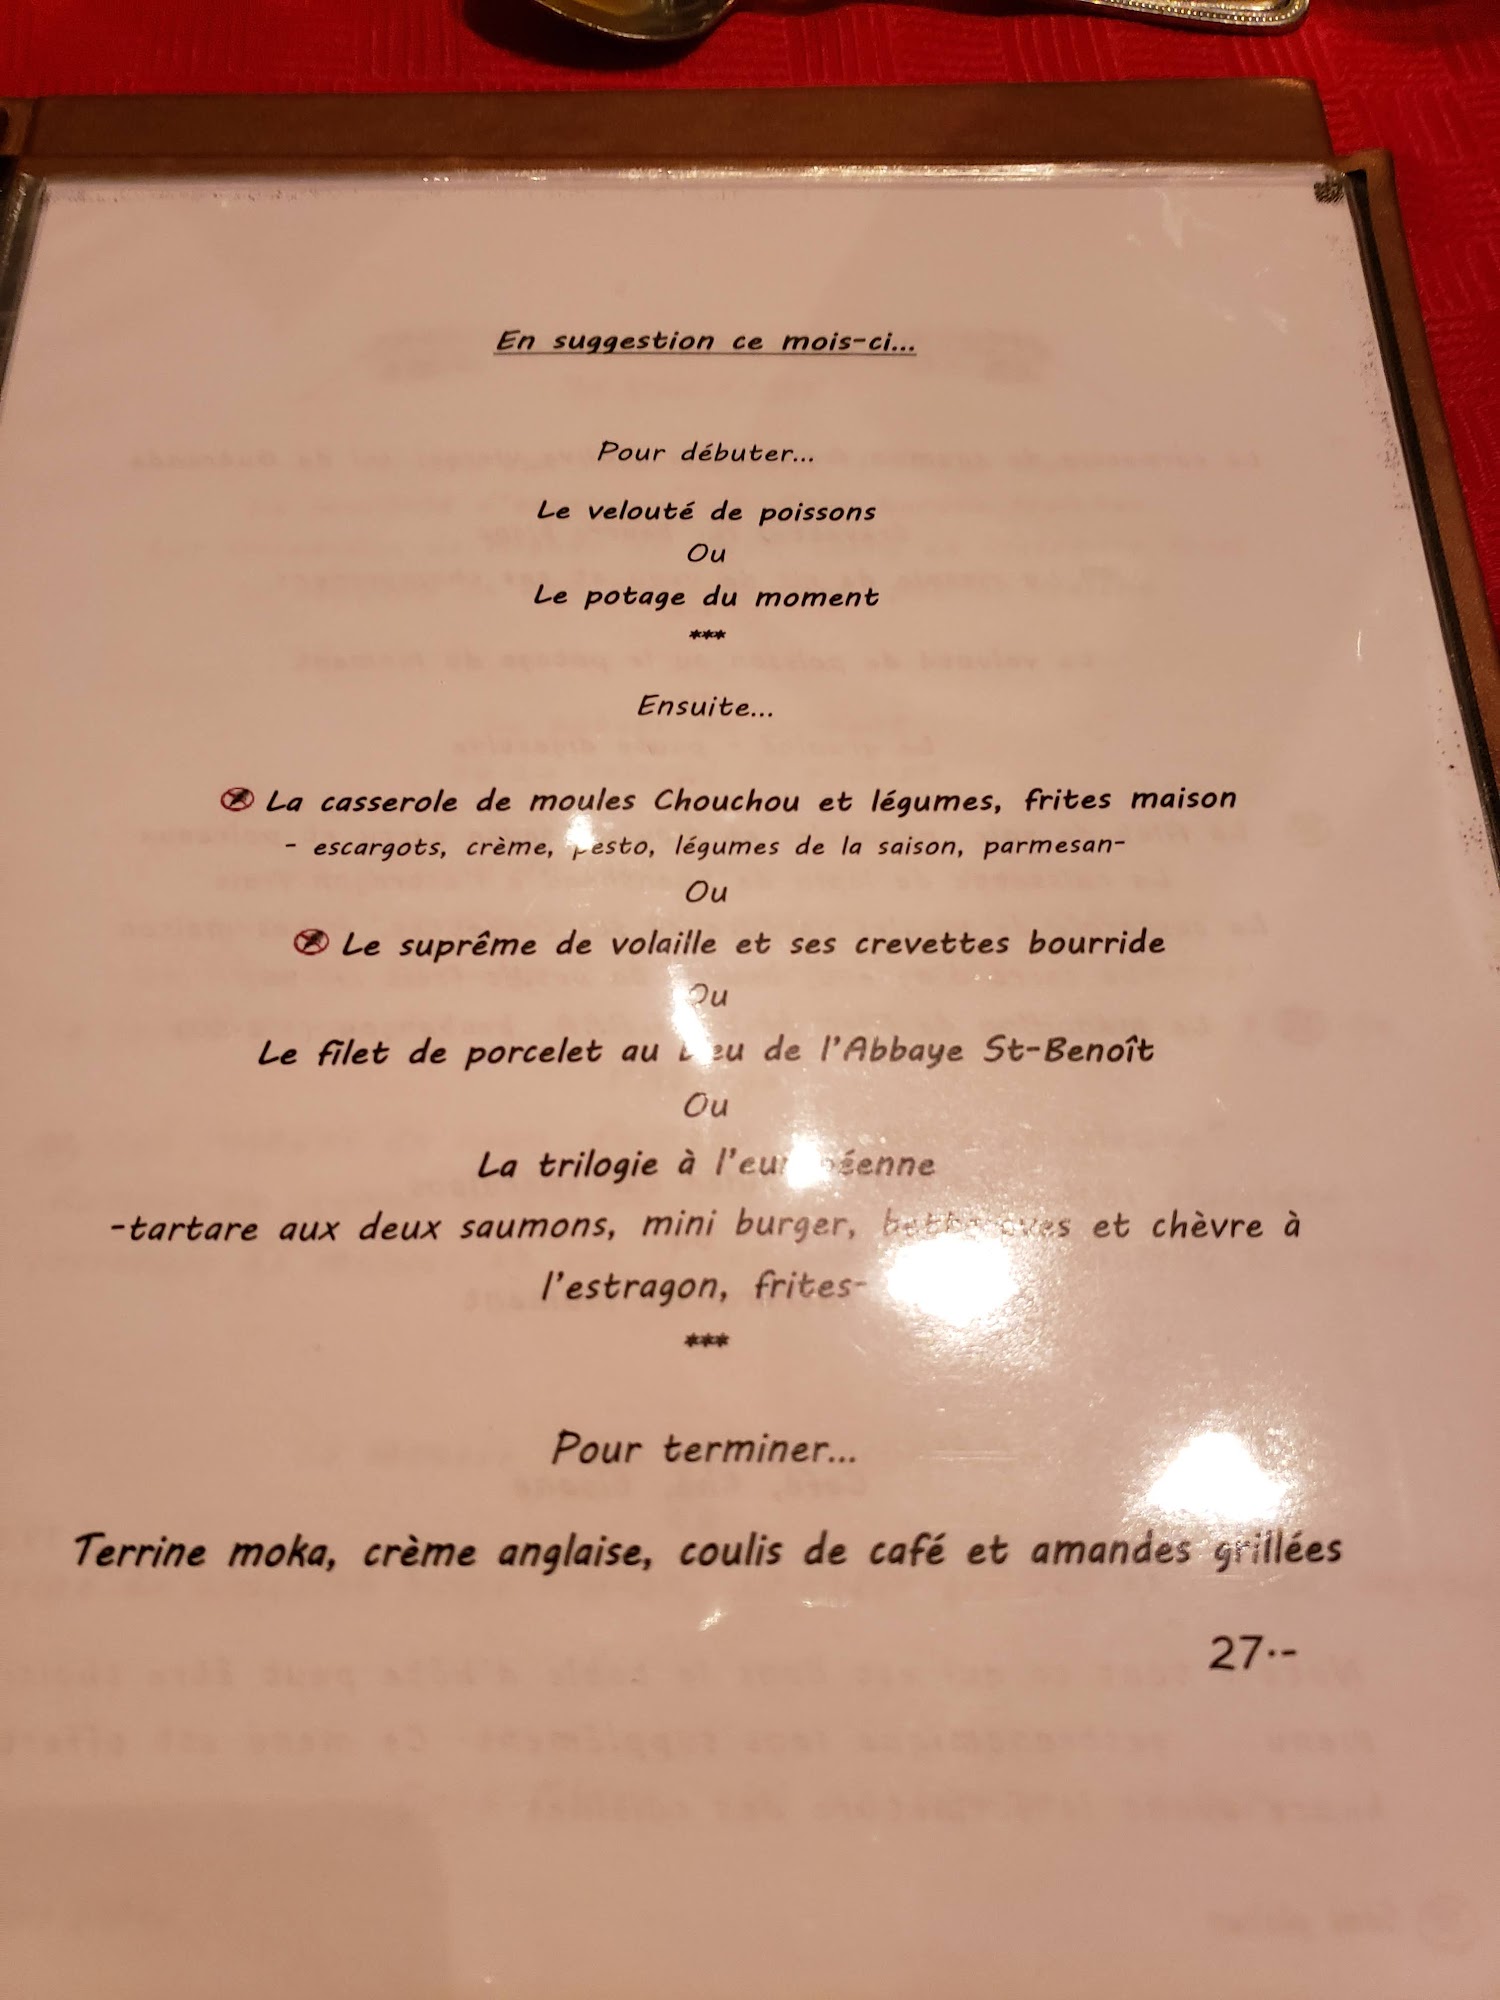 En suggestion ce mois-ci...
Pour débuter...
Le velouté de poissons
Ou
Le potage du moment
***
Ensuite...
La casserole de moules Chouchou et légumes, frites maison
- escargots, crème, pesto, légumes de la saison, parmesan-
Ou
Le suprême de volaille et ses crevettes bourride
Ou
Le filet de porcelet au bleu de l'Abbaye St-Benoît
Ou
La trilogie à l'européenne
-tartare aux deux saumons, mini burger, betteraves et chèvre à
l'estragon, frites-
***
Pour terminer...
Terrine moka, crème anglaise, coulis de café et amandes grillées
27.-